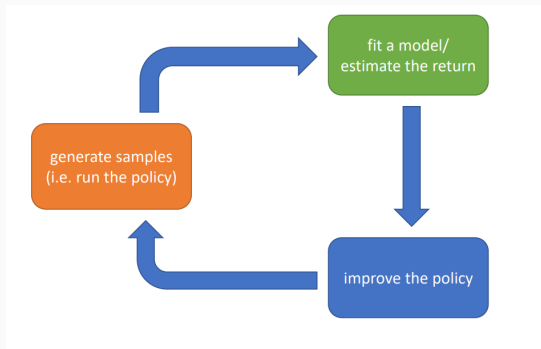 fit a model/
estimate the return
generate samples
(i.e. run the policy)
improve the policy